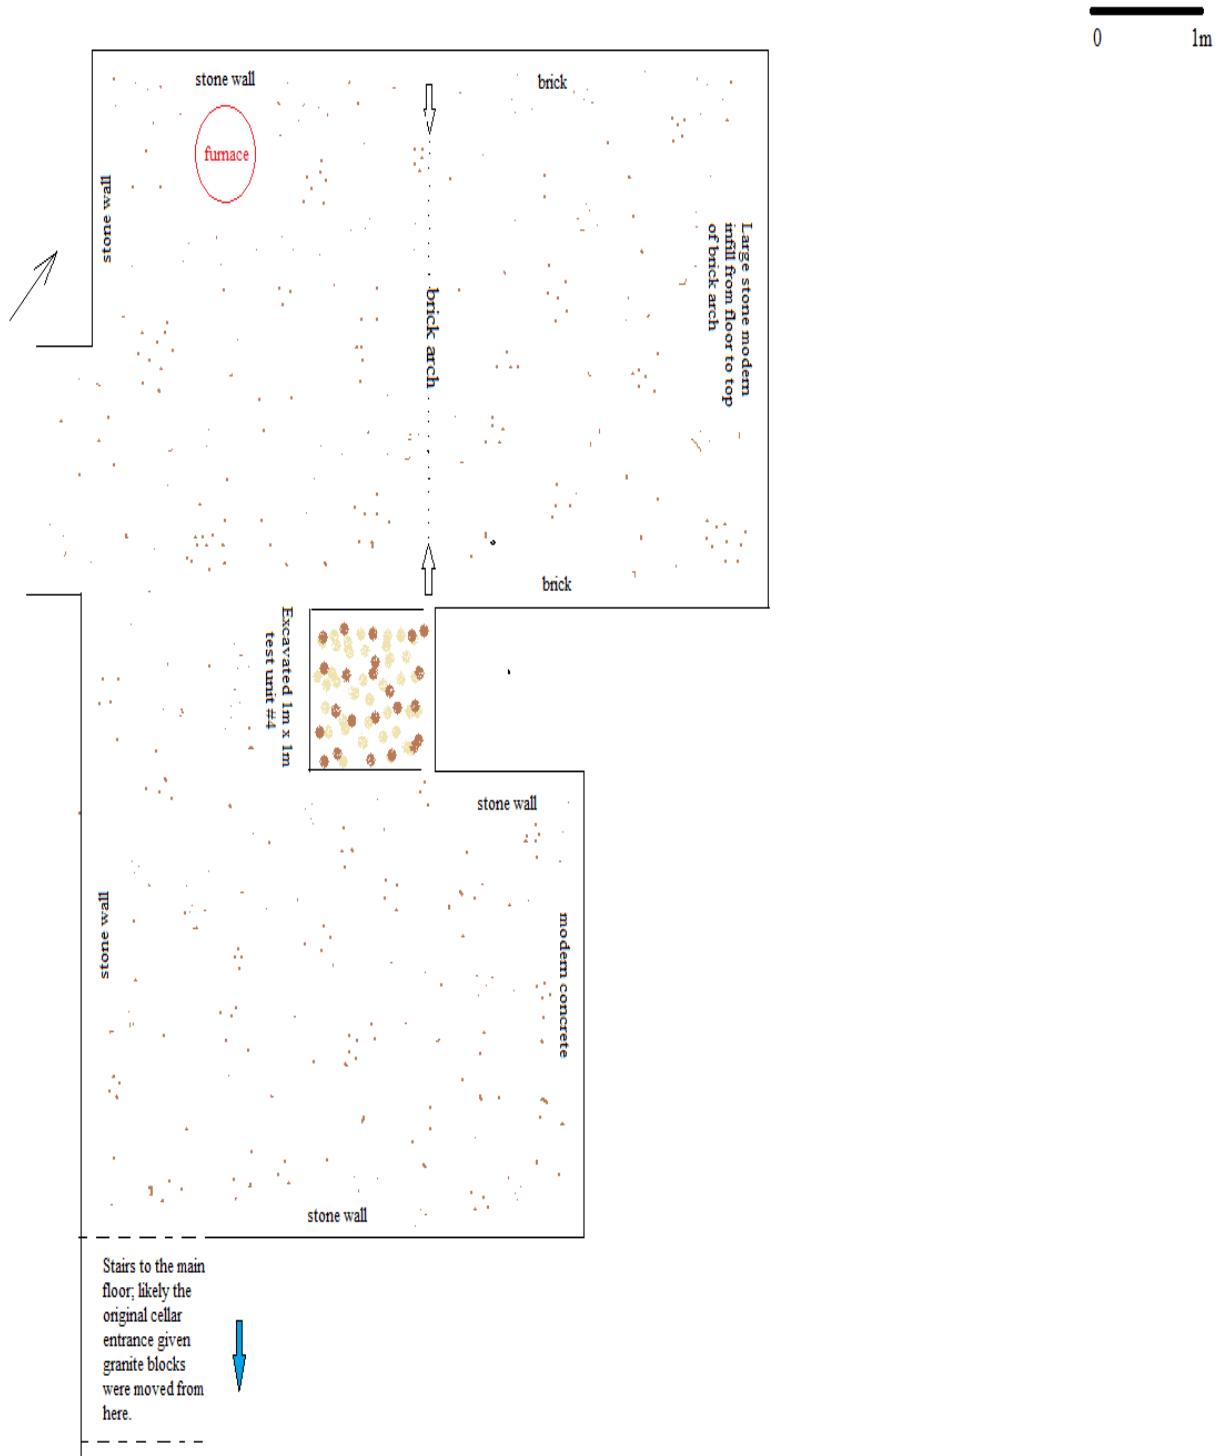 0 1m
stone wall
brick
furnace
stone wall
Large stone modern
infill from floor to top
of brick arch
brick arch
brick
Excavated 1m x 1m
test unit #4
stone wall
stone wall
modern concrete
stone wall
Stairs to the main
floor; likely the
original cellar
entrance given
granite blocks
were moved from
here.